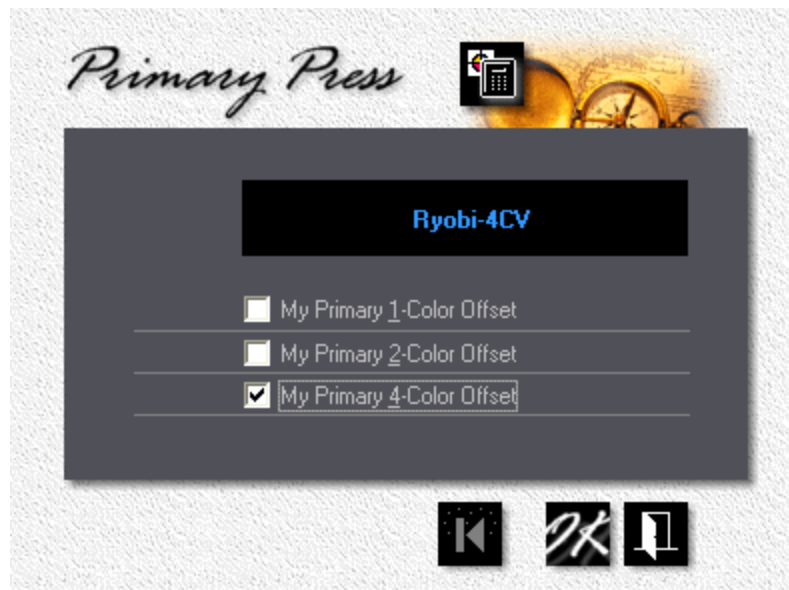 Primary Press
Ryobi-4CV
My Primary 1-Color Offset
My Primary 2-Color Offset
My Primary 4-Color Offset
OK